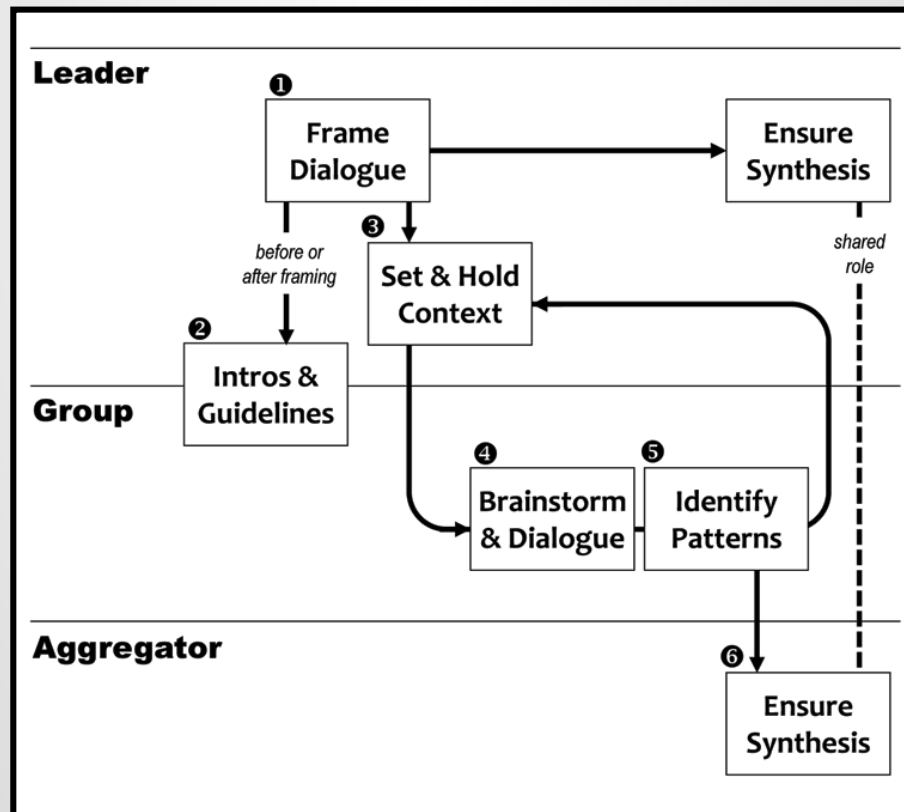 Leader
❶
Frame
Dialogue
Ensure
Synthesis
before or
after framing
❸
Set & Hold
Context
shared
role
❷
Intros &
Guidelines
Group
❹
Brainstorm
& Dialogue
❺
Identify
Patterns
Aggregator
❻
Ensure
Synthesis